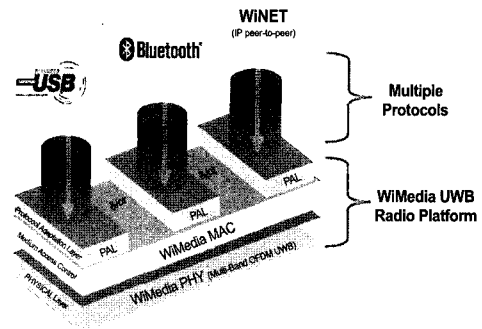 WiNET
(IP peer-to-peer)
Bluetooth
USB
Multiple
Protocols
PAL
PAL
PAL
Protocol Adaptation Layer
Medium Access Control
PHYSICAL Layer
WiMedia MAC
WiMedia PHY (Multi-Band OFDM UWB)
WiMedia UWB
Radio Platform